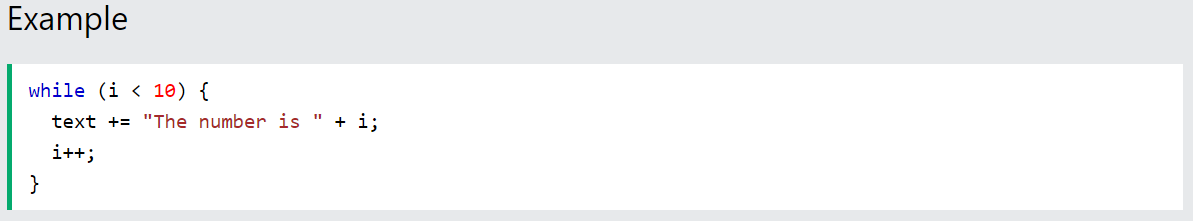 Example
while (i < 10) {
  text += "The number is " + i;
  i++;
}